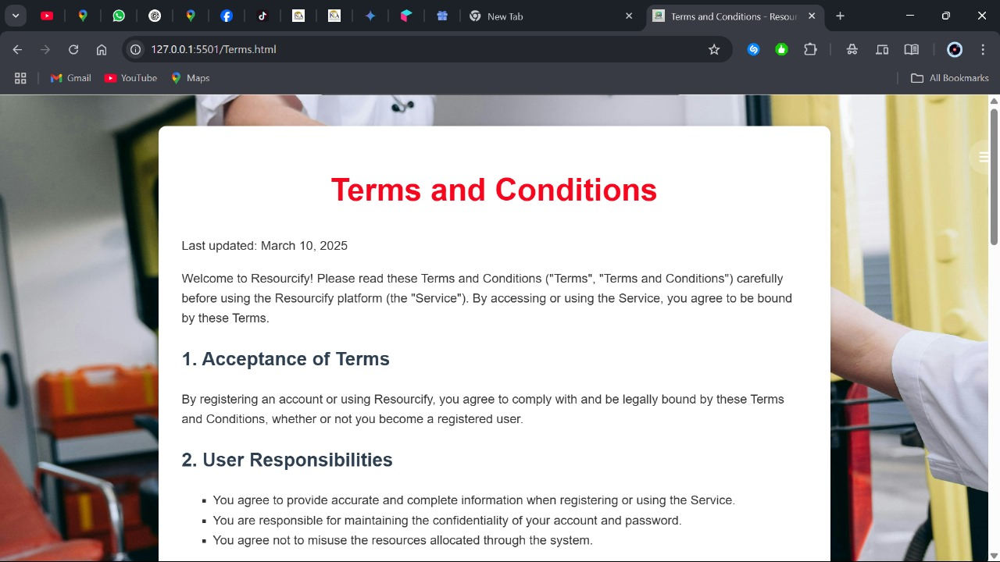 New Tab
Terms and Conditions - Resour
127.0.0.1:5501/Terms.html
Gmail
YouTube
Maps
All Bookmarks
Terms and Conditions
Last updated: March 10, 2025
Welcome to Resourcify! Please read these Terms and Conditions ("Terms", "Terms and Conditions") carefully
before using the Resourcify platform (the "Service"). By accessing or using the Service, you agree to be bound
by these Terms.
1. Acceptance of Terms
By registering an account or using Resourcify, you agree to comply with and be legally bound by these Terms
and Conditions, whether or not you become a registered user.
2. User Responsibilities
▪ You agree to provide accurate and complete information when registering or using the Service.
▪ You are responsible for maintaining the confidentiality of your account and password.
▪ You agree not to misuse the resources allocated through the system.